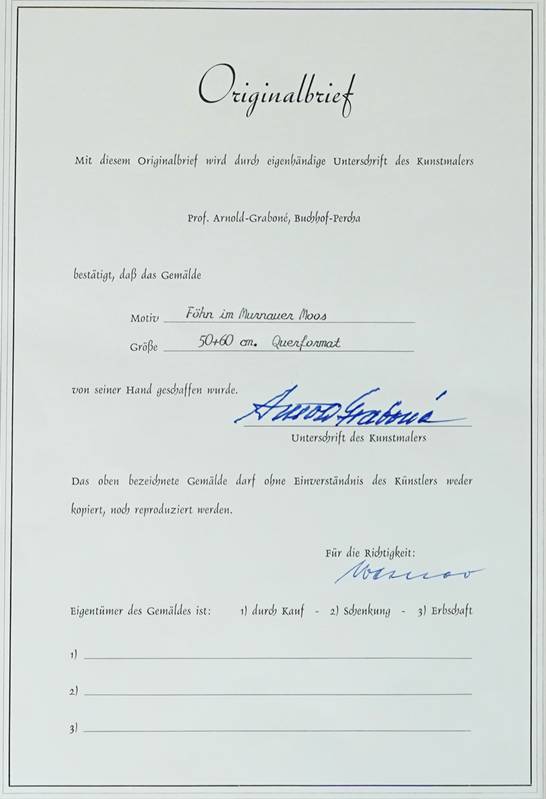 Originalbrief
Mit diesem Originalbrief wird durch eigenhändige Unterschrift des Kunstmalers
Prof. Arnold-Graboné, Buchhof-Percha
bestätigt, daß das Gemälde
Motiv Föhn im Murnauer Moos
Größe 50+60 cm. Querformat
von seiner Hand geschaffen wurde.
Arnold Graboné
Unterschrift des Kunstmalers
Das oben bezeichnete Gemälde darf ohne Einverständnis des Künstlers weder
kopiert, noch reproduziert werden.
Für die Richtigkeit:
Eigentümer des Gemäldes ist: 1) durch Kauf - 2) Schenkung - 3) Erbschaft
1)
2)
3)